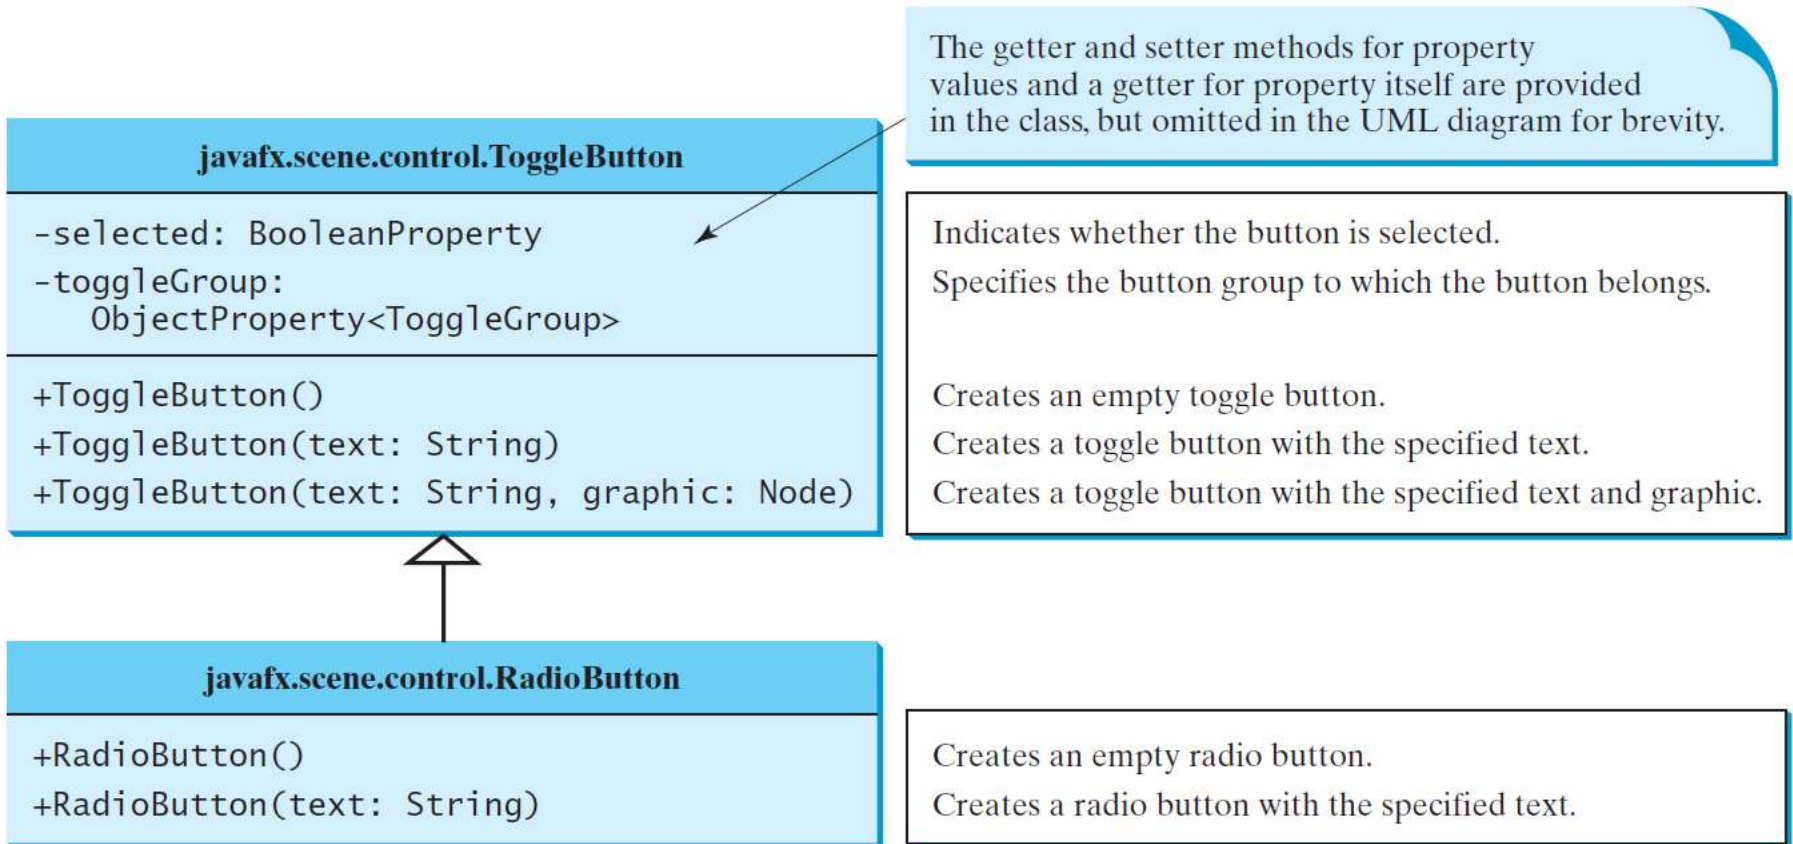 The getter and setter methods for property
values and a getter for property itself are provided
in the class, but omitted in the UML diagram for brevity.
javafx.scene.control.ToggleButton
-selected: BooleanProperty
Indicates whether the button is selected.
-toggleGroup:
Specifies the button group to which the button belongs.
ObjectProperty<ToggleGroup>
+ToggleButton()
Creates an empty toggle button.
+ToggleButton(text: String)
Creates a toggle button with the specified text.
+ToggleButton(text: String, graphic: Node)
Creates a toggle button with the specified text and graphic.
javafx.scene.control.RadioButton
+RadioButton()
Creates an empty radio button.
+RadioButton(text: String)
Creates a radio button with the specified text.